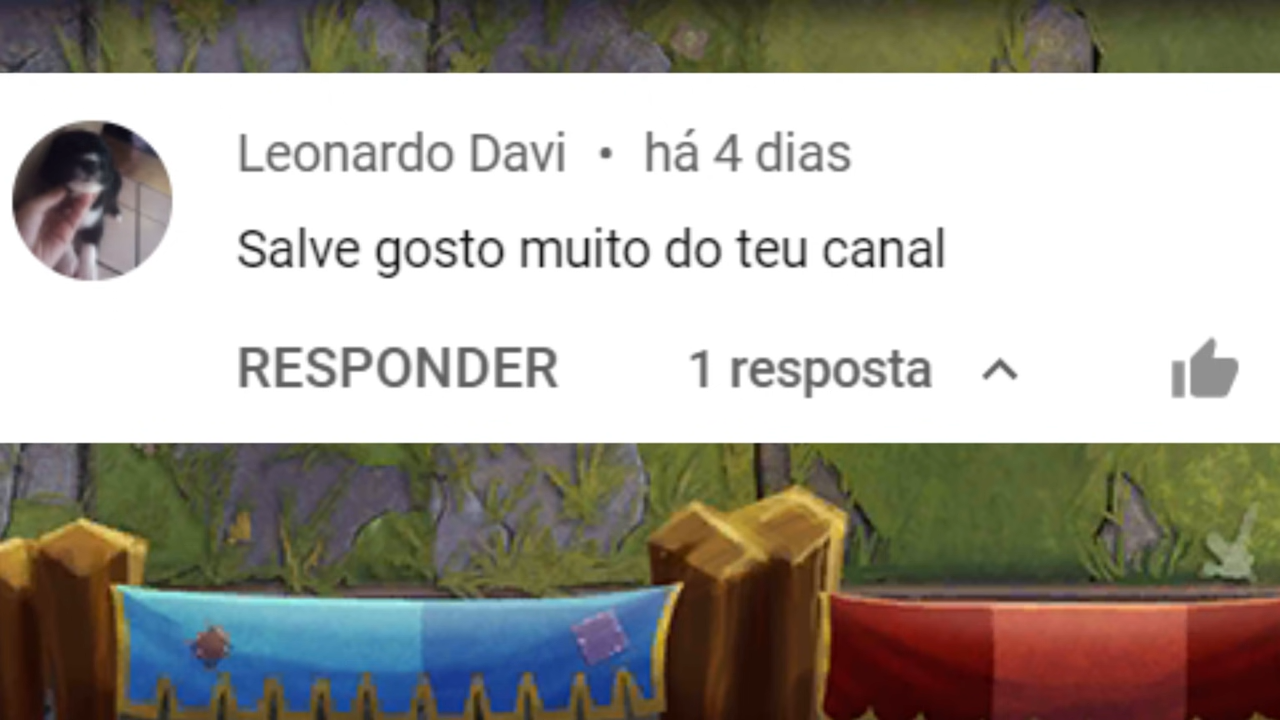 Leonardo Davi • há 4 dias
Salve gosto muito do teu canal
RESPONDER 1 resposta